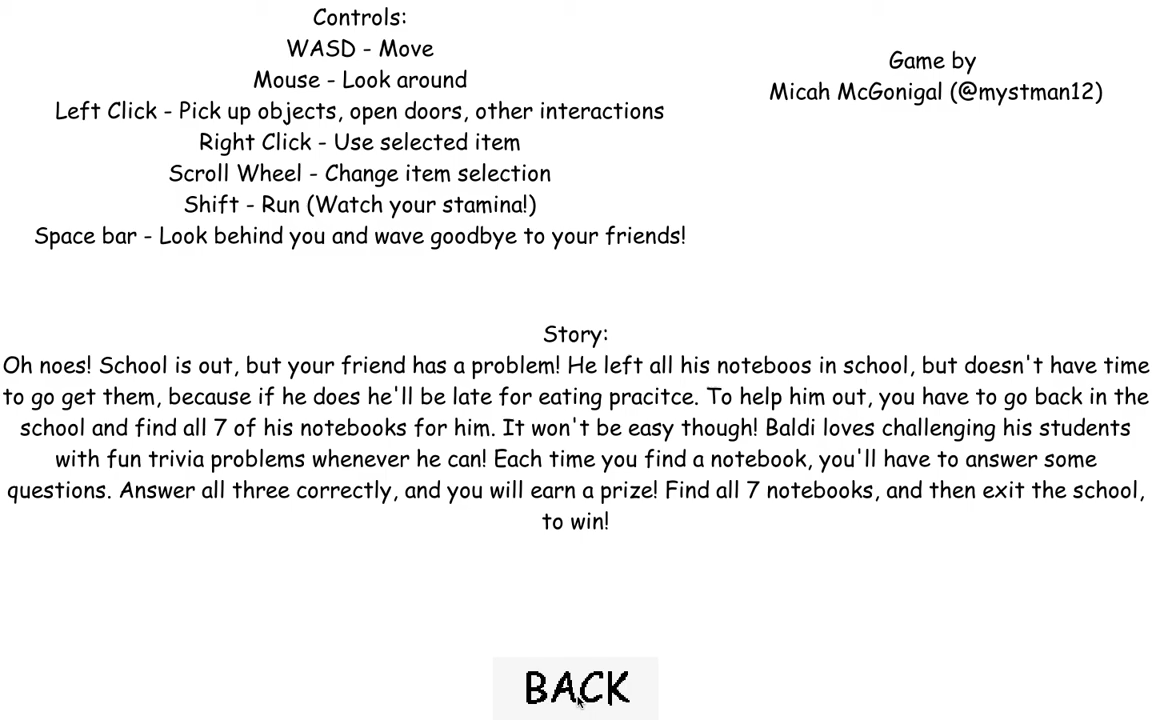 Controls:
WASD - Move
Mouse - Look around
Left Click - Pick up objects, open doors, other interactions
Right Click - Use selected item
Scroll Wheel - Change item selection
Shift - Run (Watch your stamina!)
Space bar - Look behind you and wave goodbye to your friends!
Game by
Micah McGonigal (@mystman12)
Story:
Oh noes! School is out, but your friend has a problem! He left all his noteboos in school, but doesn't have time
to go get them, because if he does he'll be late for eating pracitce. To help him out, you have to go back in the
school and find all 7 of his notebooks for him. It won't be easy though! Baldi loves challenging his students
with fun trivia problems whenever he can! Each time you find a notebook, you'll have to answer some
questions. Answer all three correctly, and you will earn a prize! Find all 7 notebooks, and then exit the school,
to win!
BACK